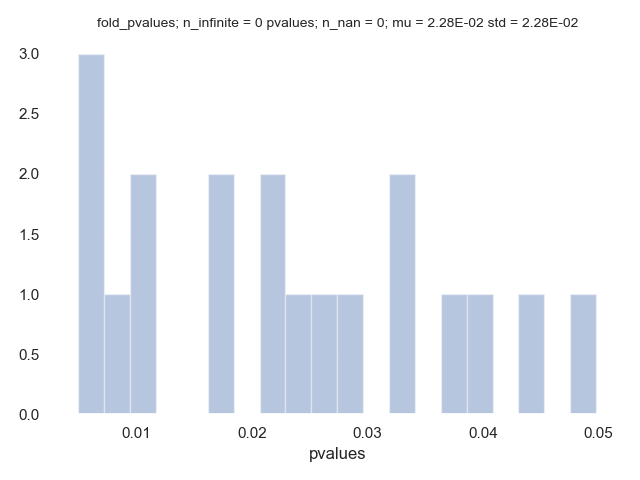 fold_pvalues; n_infinite = 0 pvalues; n_nan = 0; mu = 2.28E-02 std = 2.28E-02
3.0
2.5
2.0
1.5
1.0
0.5
0.0
0.01 0.02 0.03 0.04 0.05
pvalues